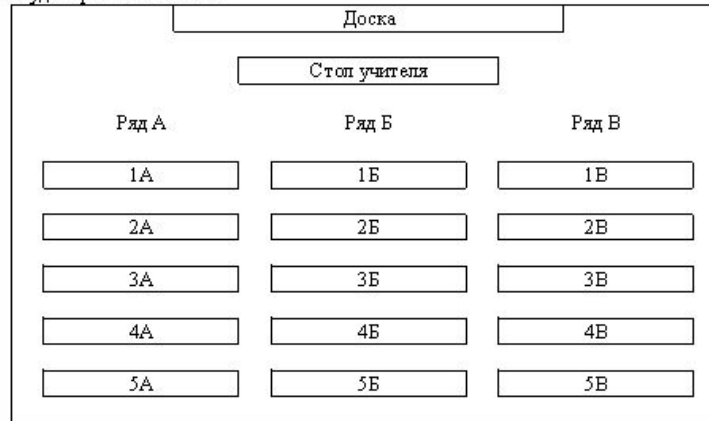 Доска
Стол учителя
Ряд А Ряд Б Ряд В
1А 1Б 1В
2А 2Б 2В
3А 3Б 3В
4А 4Б 4В
5А 5Б 5В